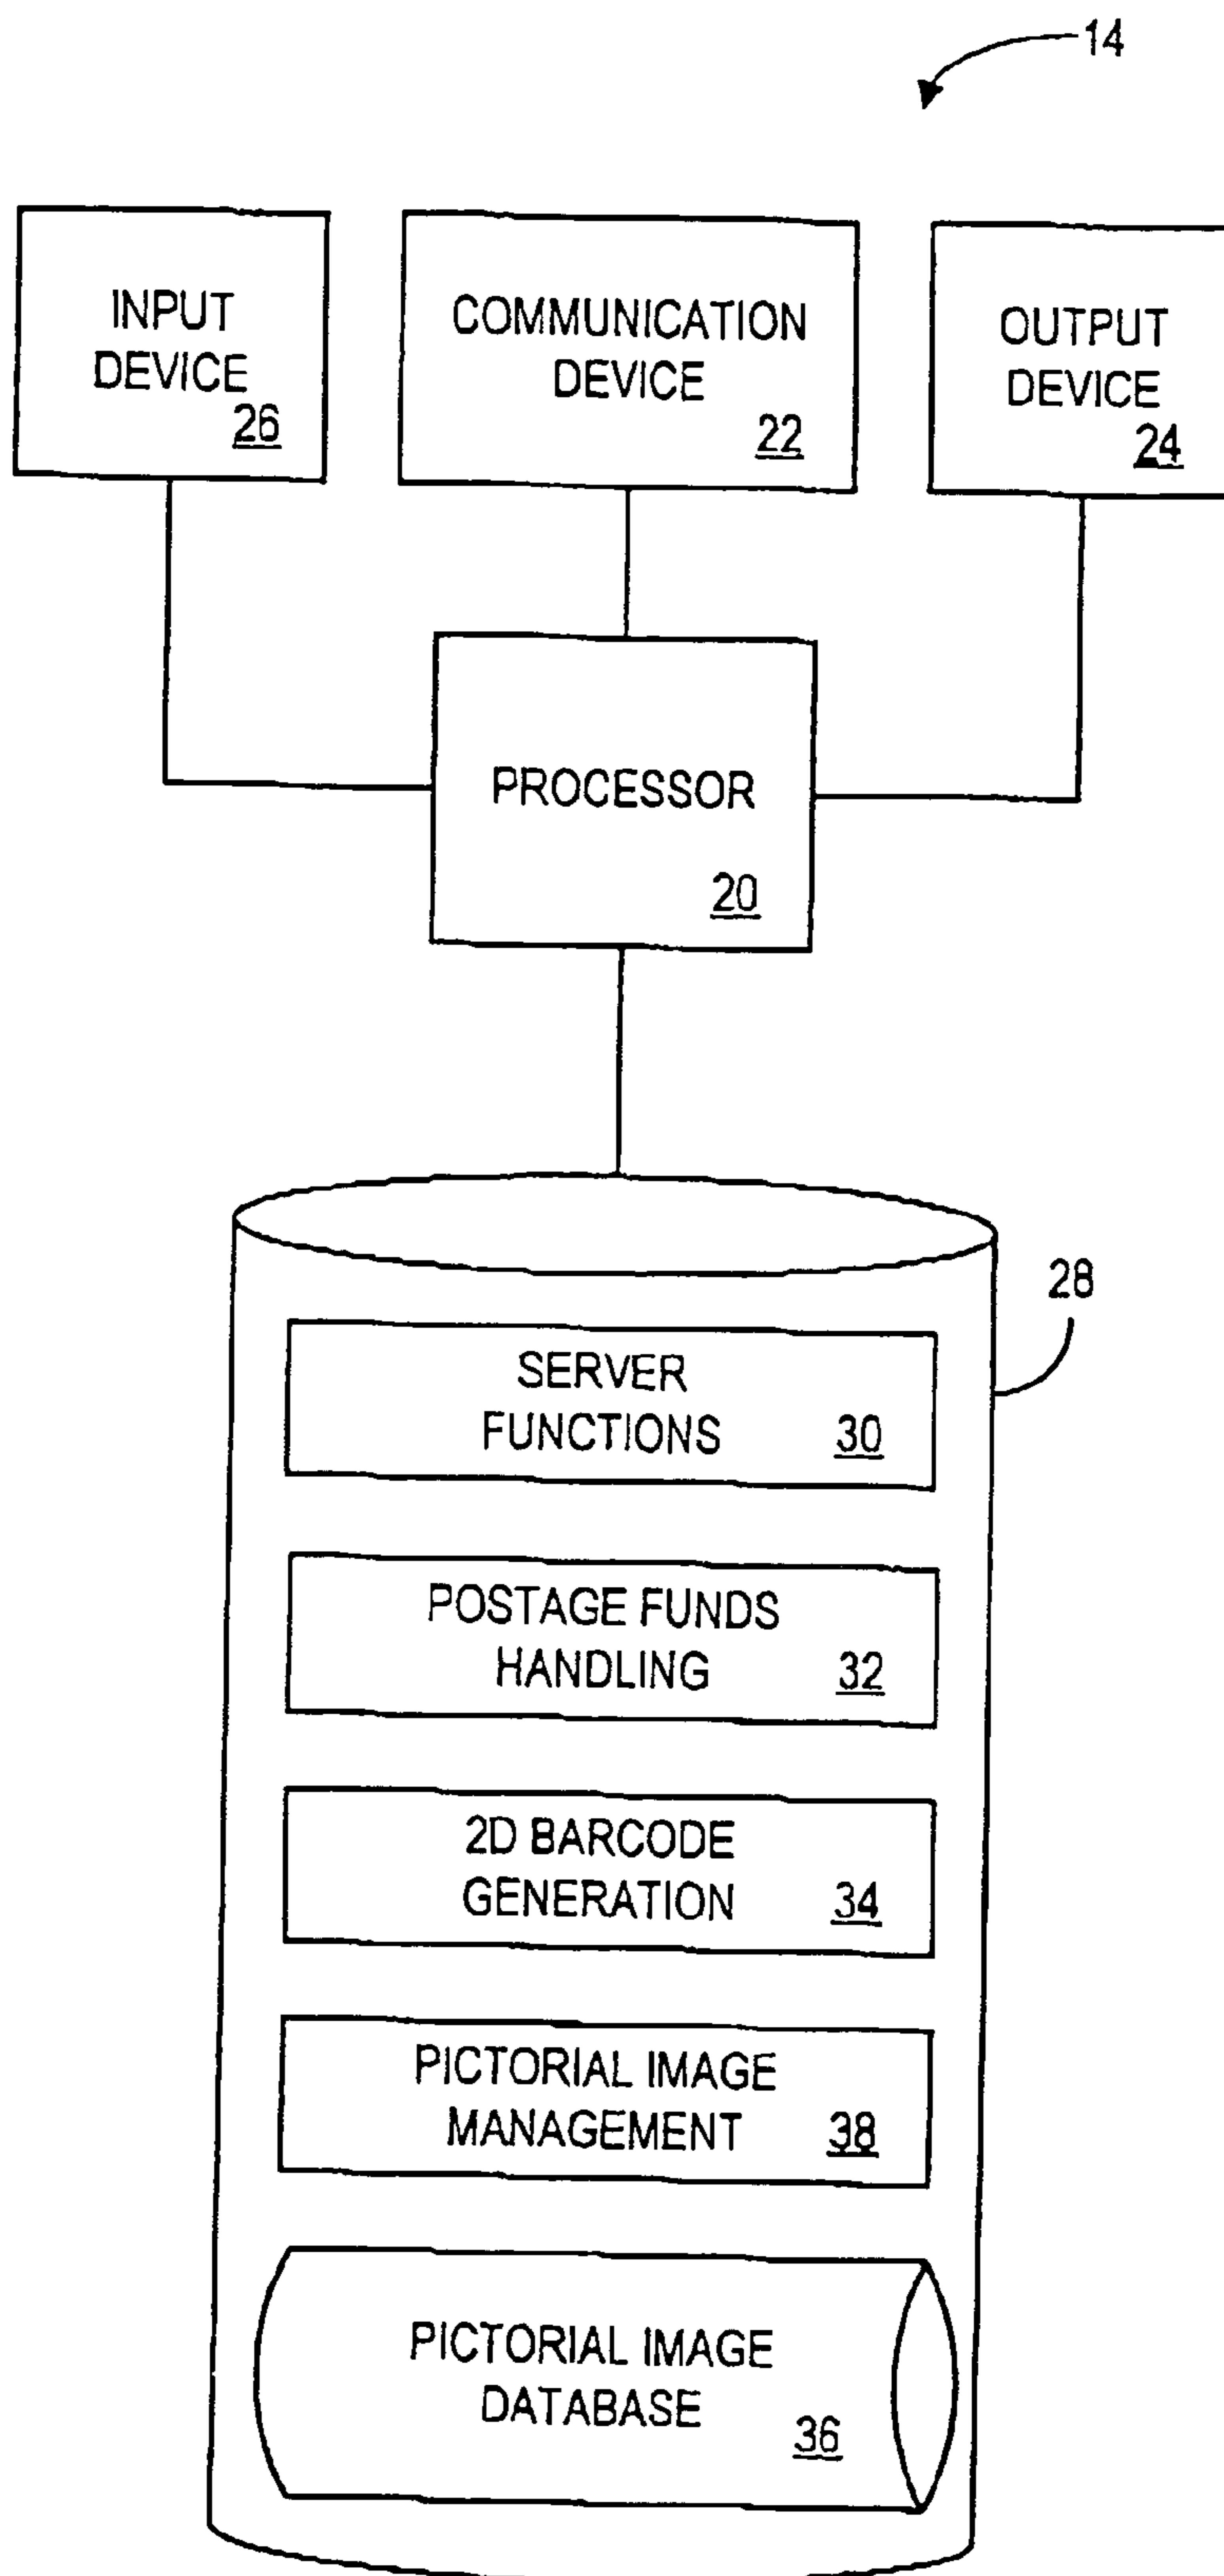 14
INPUT
DEVICE
26
COMMUNICATION
DEVICE
22
OUTPUT
DEVICE
24
PROCESSOR
20
28
SERVER
FUNCTIONS 30
POSTAGE FUNDS
HANDLING 32
2D BARCODE
GENERATION 34
PICTORIAL IMAGE
MANAGEMENT 38
PICTORIAL IMAGE
DATABASE
36